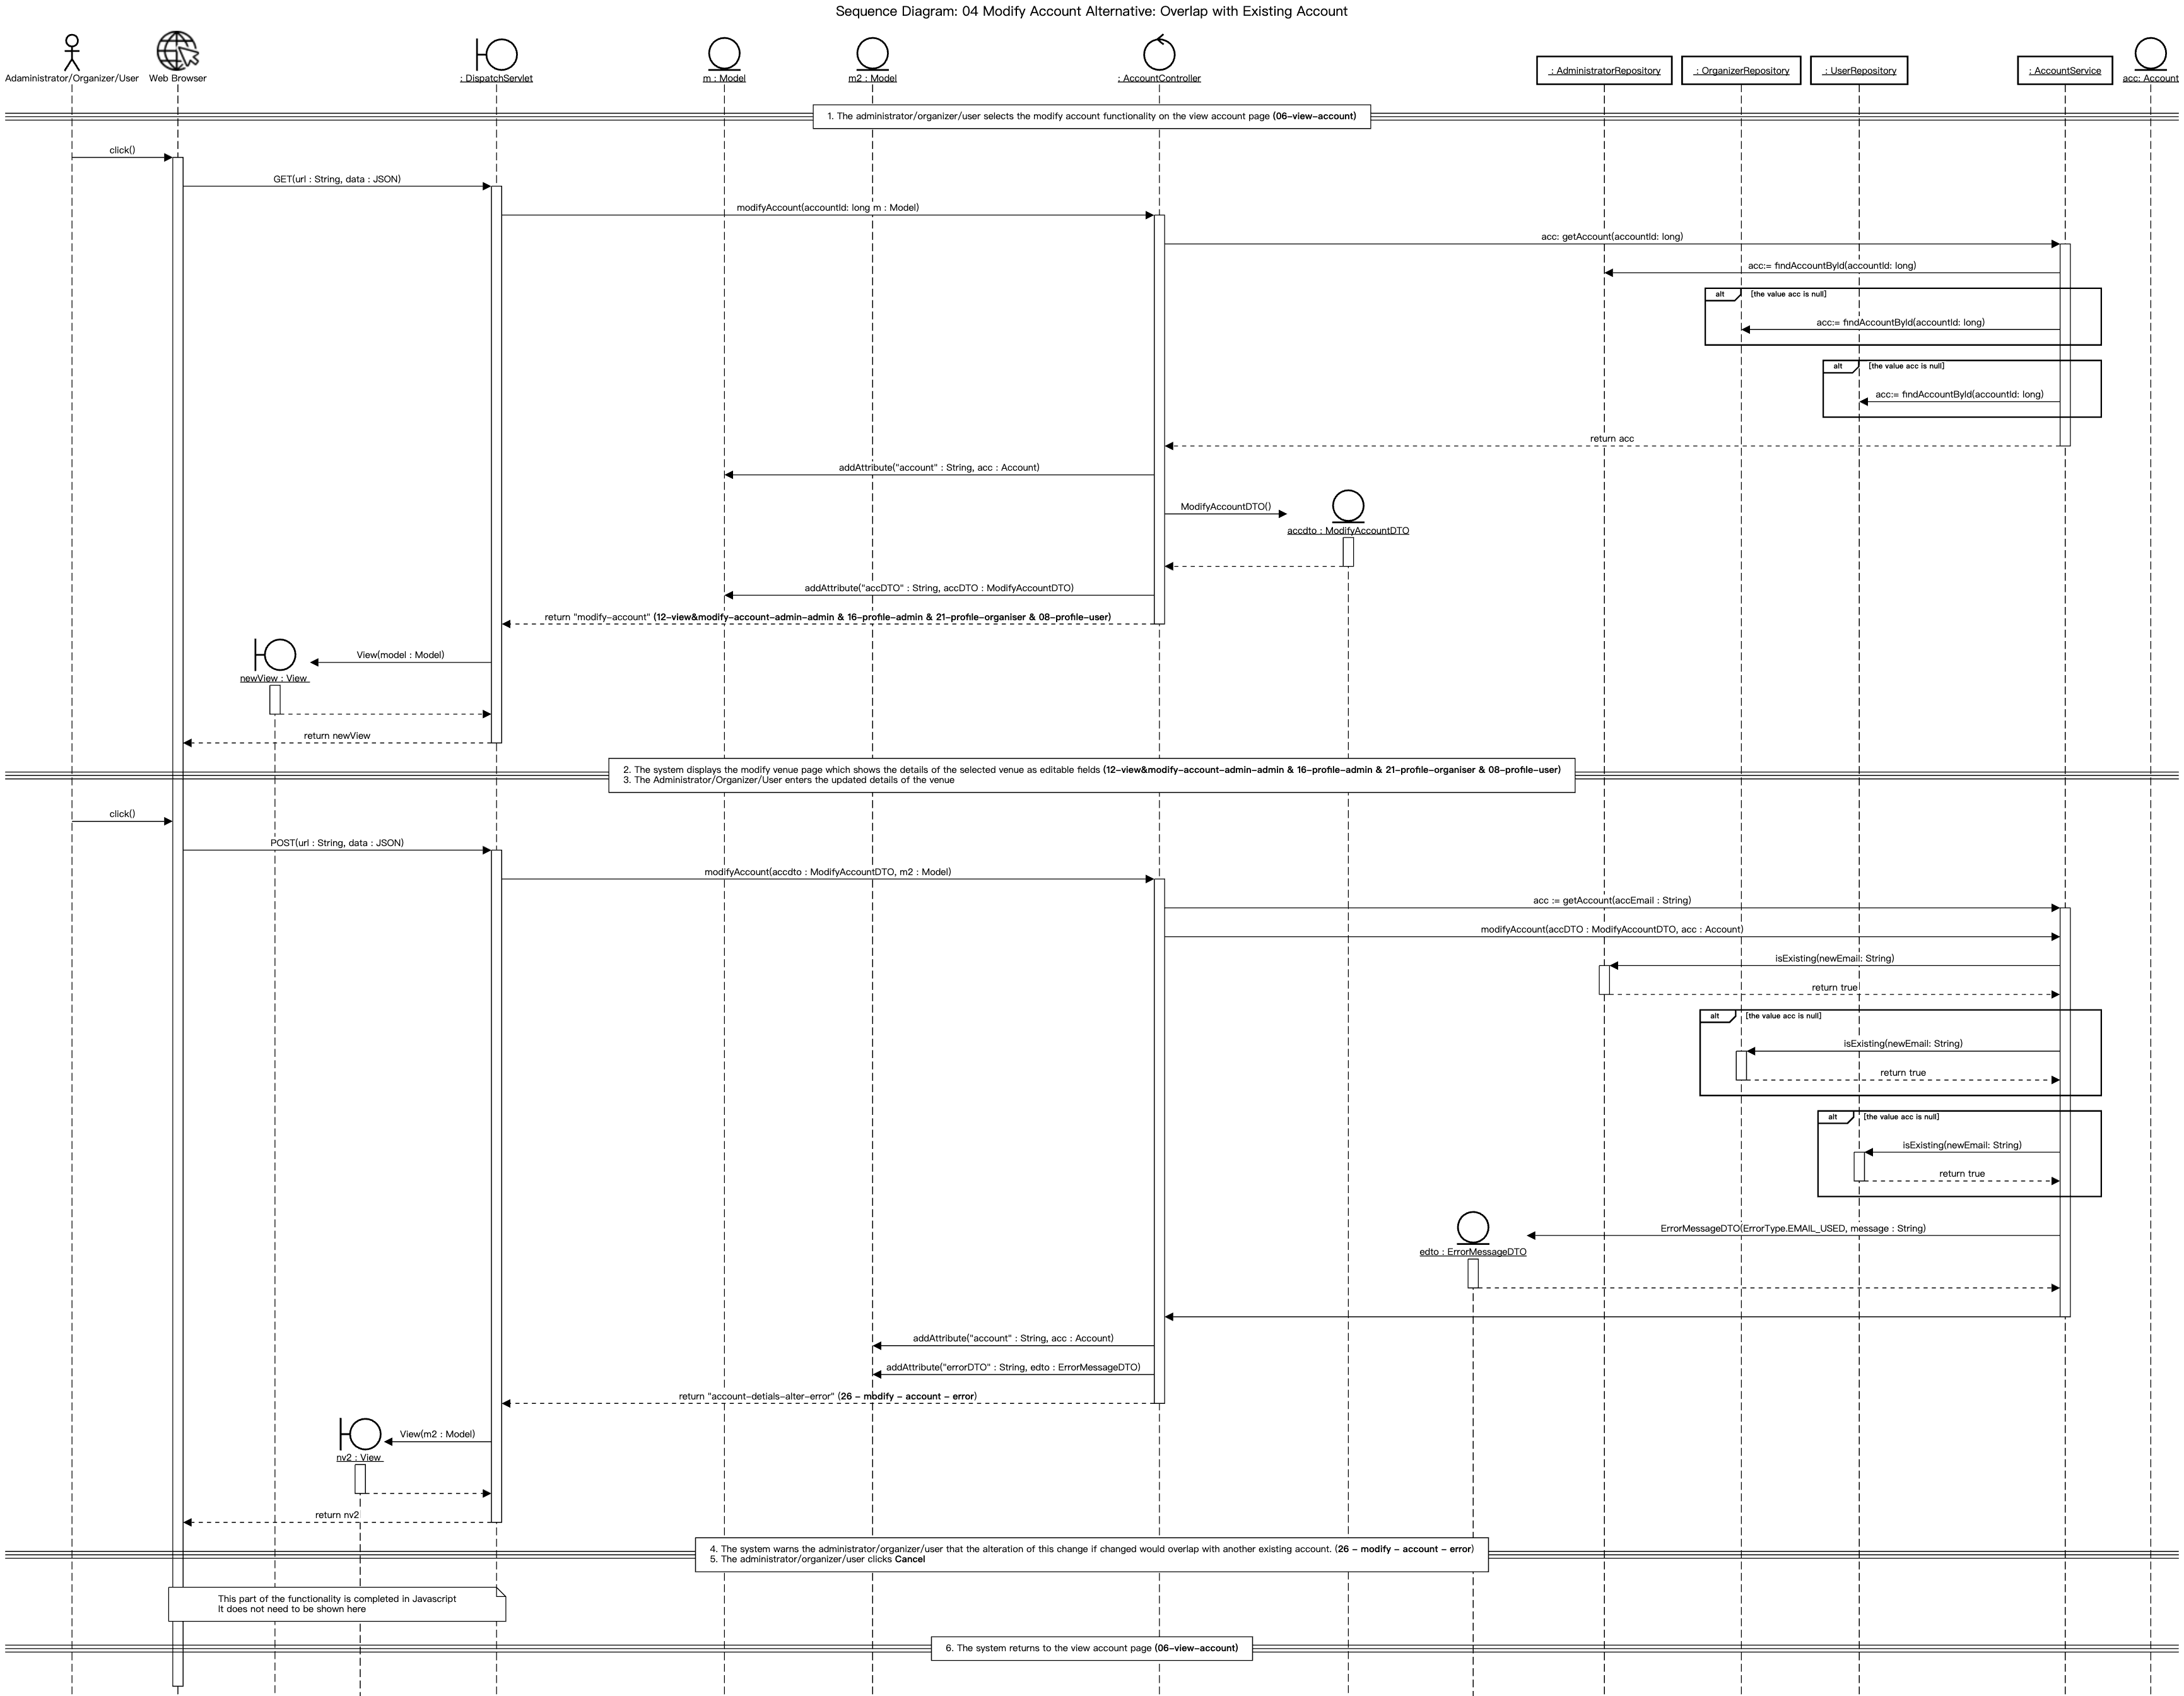 Sequence Diagram: 04 Modify Account Alternative: Overlap with Existing Account
Adaministrator/Organizer/User
Web Browser
: DispatchServlet
m : Model
m2 : Model
: AccountController
: AdministratorRepository
: OrganizerRepository
: UserRepository
: AccountService
acc: Account
1. The administrator/organizer/user selects the modify account functionality on the view account page (06-view-account)
click()
GET(url : String, data : JSON)
modifyAccount(accountId: long m : Model)
acc: getAccount(accountId: long)
acc:= findAccountById(accountId: long)
alt [the value acc is null]
acc:= findAccountById(accountId: long)
alt [the value acc is null]
acc:= findAccountById(accountId: long)
return acc
addAttribute("account" : String, acc : Account)
ModifyAccountDTO()
accdto : ModifyAccountDTO
addAttribute("accDTO" : String, accDTO : ModifyAccountDTO)
return "modify-account" (12-view&modify-account-admin-admin & 16-profile-admin & 21-profile-organiser & 08-profile-user)
View(model : Model)
newView : View
return newView
2. The system displays the modify venue page which shows the details of the selected venue as editable fields (12-view&modify-account-admin-admin & 16-profile-admin & 21-profile-organiser & 08-profile-user)
3. The Administrator/Organizer/User enters the updated details of the venue
click()
POST(url : String, data : JSON)
modifyAccount(accdto : ModifyAccountDTO, m2 : Model)
acc := getAccount(accEmail : String)
modifyAccount(accDTO : ModifyAccountDTO, acc : Account)
isExisting(newEmail: String)
return true
alt [the value acc is null]
isExisting(newEmail: String)
return true
alt [the value acc is null]
isExisting(newEmail: String)
return true
ErrorMessageDTO(ErrorType.EMAIL_USED, message : String)
edto : ErrorMessageDTO
addAttribute("account" : String, acc : Account)
addAttribute("errorDTO" : String, edto : ErrorMessageDTO)
return "account-detials-alter-error" (26 - modify - account - error)
View(m2 : Model)
nv2 : View
return nv2
4. The system warns the administrator/organizer/user that the alteration of this change if changed would overlap with another existing account. (26 - modify - account - error)
5. The administrator/organizer/user clicks Cancel
This part of the functionality is completed in Javascript
It does not need to be shown here
6. The system returns to the view account page (06-view-account)